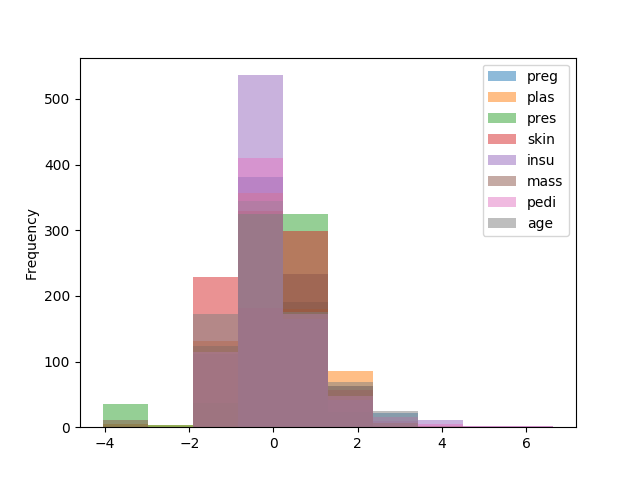 preg
plas
pres
skin
insu
mass
pedi
age
Frequency
500
400
300
200
100
0
−4 −2 0 2 4 6